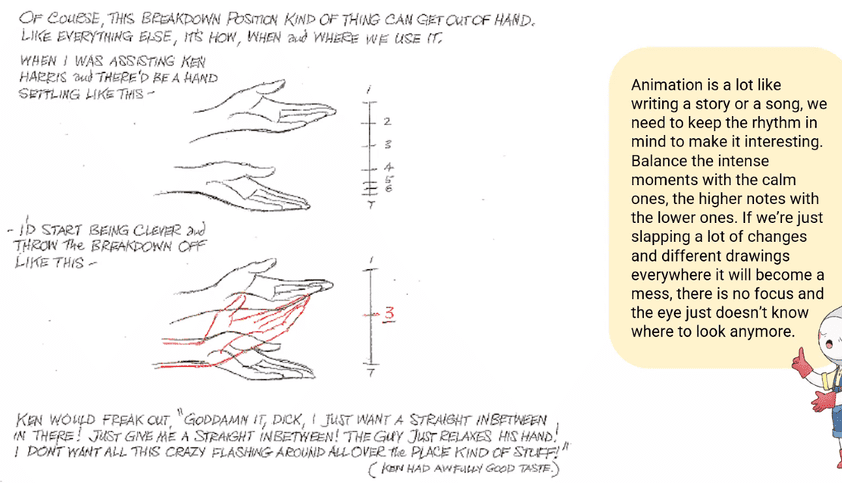 OF COURSE, THIS BREAKDOWN POSITION KIND OF THING CAN GET OUT OF HAND.
LIKE EVERYTHING ELSE, IT'S HOW, WHEN and WHERE WE USE IT.
WHEN I WAS ASSISTING KEN
HARRIS and THERE'D BE A HAND
SETTLING LIKE THIS -
1
2
3
4
5
6
7
- I'D START BEING CLEVER and
THROW The BREAKDOWN OFF
LIKE THIS -
1
3
7
KEN WOULD FREAK OUT, "GODDAMN IT, DICK, I JUST WANT A STRAIGHT INBETWEEN
IN THERE! JUST GIVE ME A STRAIGHT INBETWEEN! THE GUY JUST RELAXES HIS HAND!
I DON'T WANT ALL THIS CRAZY FLASHING AROUND ALL OVER the PLACE KIND OF STUFF!"
(KEN HAD AWFULLY GOOD TASTE.)
Animation is a lot like
writing a story or a song, we
need to keep the rhythm in
mind to make it interesting.
Balance the intense
moments with the calm
ones, the higher notes with
the lower ones. If we're just
slapping a lot of changes
and different drawings
everywhere it will become a
mess, there is no focus and
the eye just doesn't know
where to look anymore.